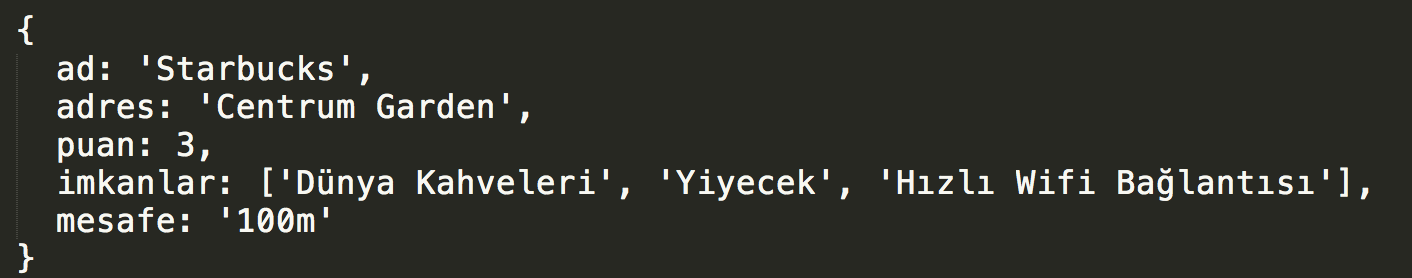 {
ad: 'Starbucks',
adres: 'Centrum Garden',
puan: 3,
imkanlar: ['Dünya Kahveleri', 'Yiyecek', 'Hızlı Wifi Bağlantısı'],
mesafe: '100m'
}